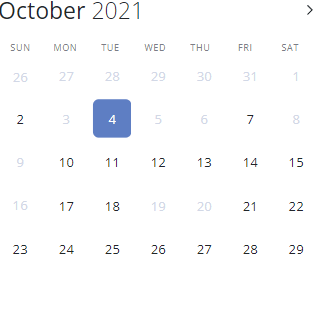 October 2021
SUN MON TUE WED THU FRI SAT
26 27 28 29 30 31 1
2 3 4 5 6 7 8
9 10 11 12 13 14 15
16 17 18 19 20 21 22
23 24 25 26 27 28 29